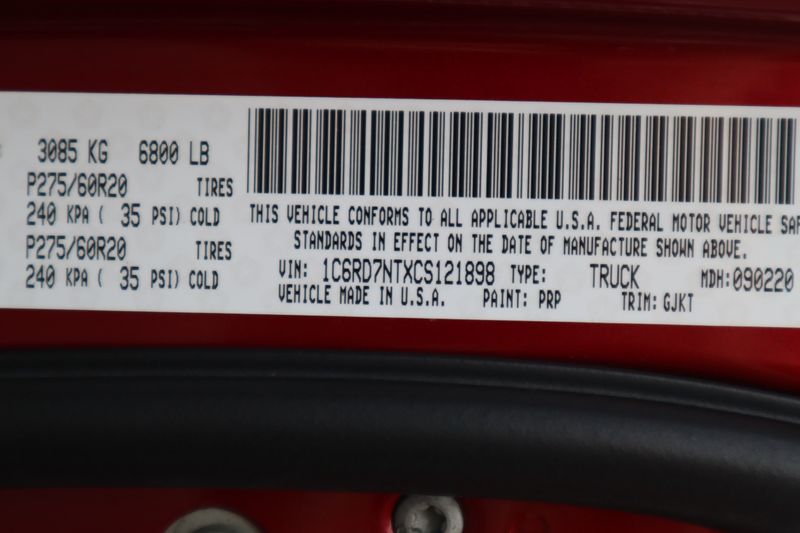 3085 KG 6800 LB
P275/60R20 TIRES
240 KPA ( 35 PSI) COLD
P275/60R20 TIRES
240 KPA ( 35 PSI) COLD
THIS VEHICLE CONFORMS TO ALL APPLICABLE U.S.A. FEDERAL MOTOR VEHICLE SAF
STANDARDS IN EFFECT ON THE DATE OF MANUFACTURE SHOWN ABOVE.
VIN: 1C6RD7NTXCS121898 TYPE: TRUCK MDH:090220
VEHICLE MADE IN U.S.A. PAINT: PRP TRIM: GJKT